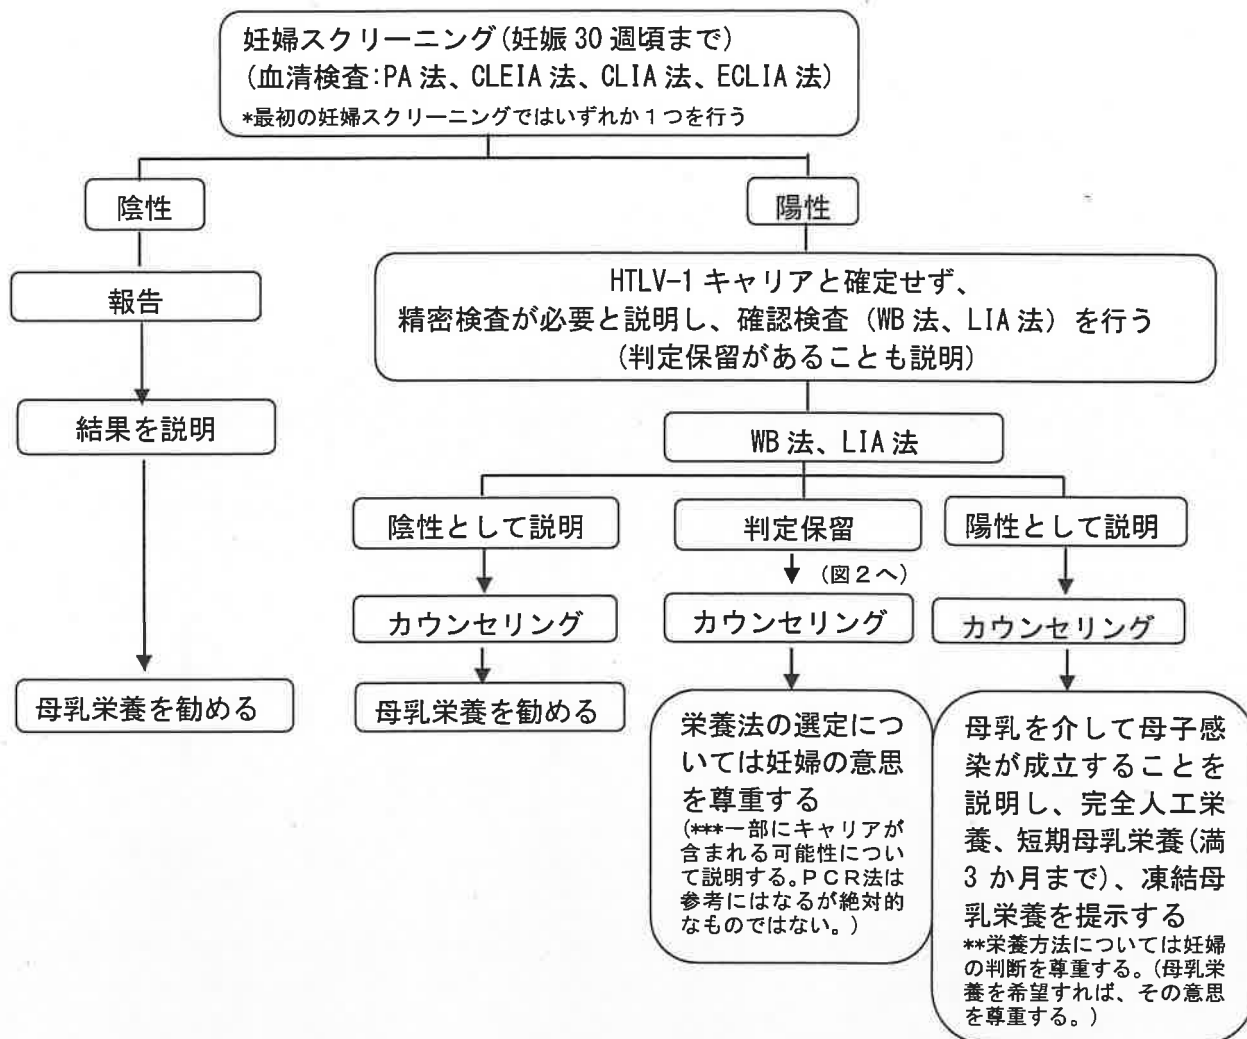 妊婦スクリーニング(妊娠30週頃まで)
(血清検査:PA法、CLEIA法、CLIA法、ECLIA法)
*最初の妊婦スクリーニングではいずれか1つを行う
陰性
陽性
報告
HTLV-1キャリアと確定せず、
精密検査が必要と説明し、確認検査(WB法、LIA法)を行う
(判定保留があることも説明)
結果を説明
WB法、LIA法
陰性として説明
判定保留
陽性として説明
(図2へ)
カウンセリング
カウンセリング
カウンセリング
母乳栄養を勧める
母乳栄養を勧める
栄養法の選定につ
いては妊婦の意思
を尊重する
(***一部にキャリアが
含まれる可能性につい
て説明する。PCR法は
参考にはなるが絶対的
なものではない。)
母乳を介して母子感
染が成立することを
説明し、完全人工栄
養、短期母乳栄養(満
3か月まで)、凍結母
乳栄養を提示する
**栄養方法については妊婦
の判断を尊重する。(母乳栄
養を希望すれば、その意思
を尊重する。)